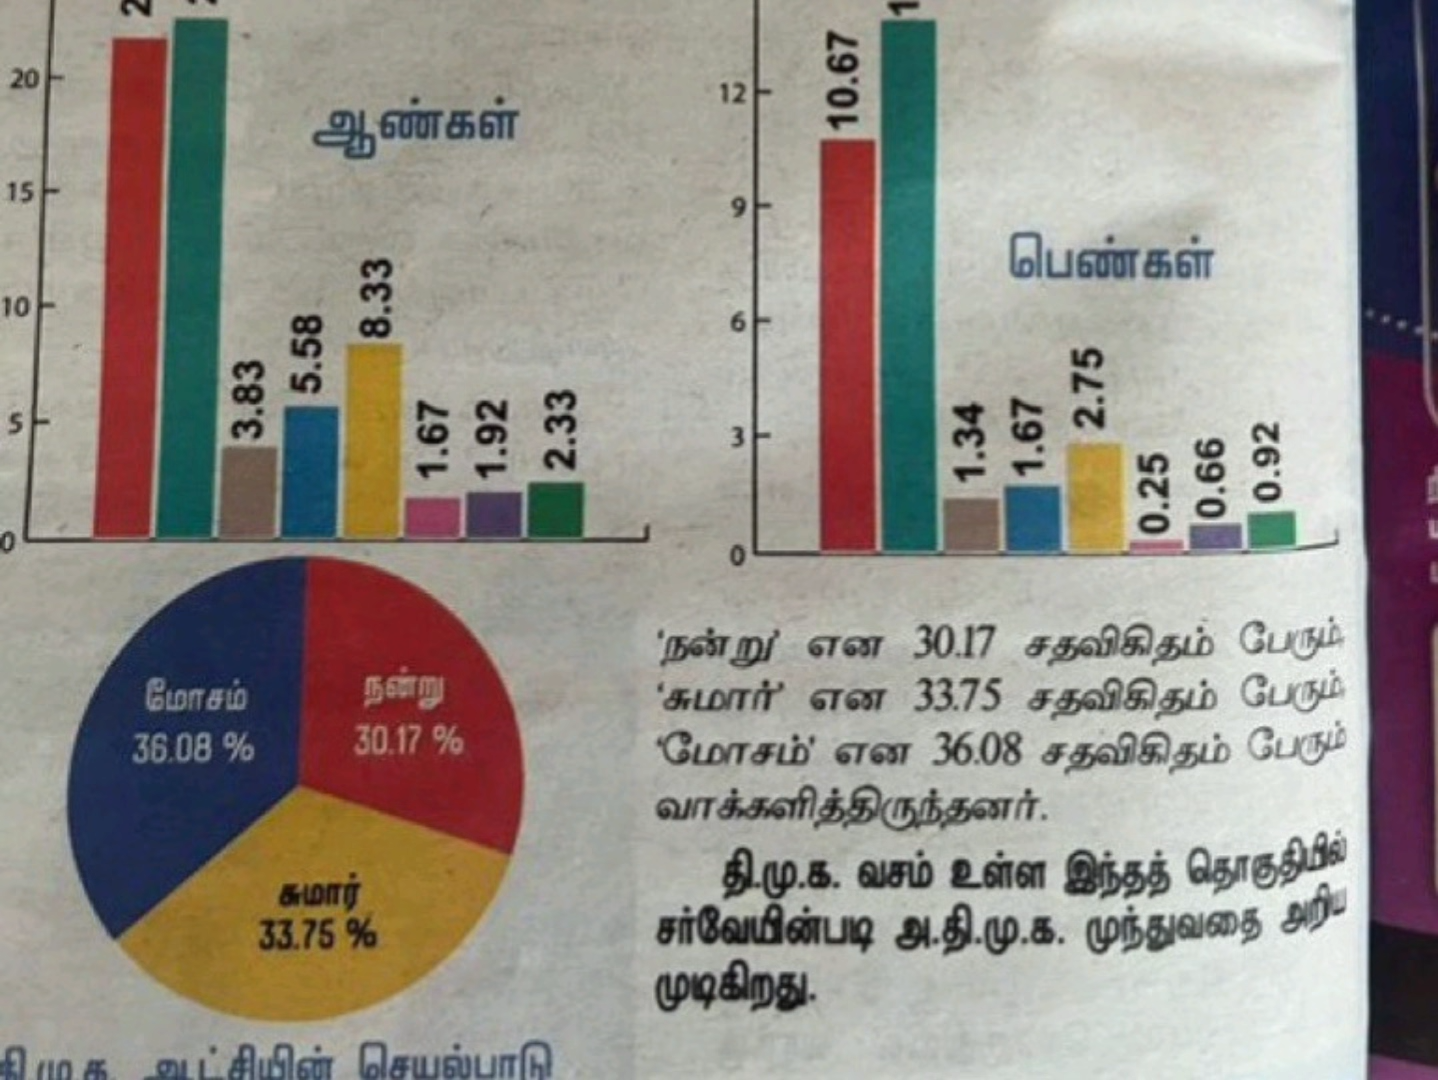 20
15
10
5
0
ஆண்கள்
3.83
5.58
8.33
1.67
1.92
2.33
12
9
6
3
0
பெண்கள்
10.67
1.34
1.67
2.75
0.25
0.66
0.92
மோசம்
36.08 %
நன்று
30.17 %
சுமார்
33.75 %
'நன்று' என 30.17 சதவிகிதம் பேரும்,
'சுமார்' என 33.75 சதவிகிதம் பேரும்,
'மோசம்' என 36.08 சதவிகிதம் பேரும்
வாக்களித்திருந்தனர்.
தி.மு.க. வசம் உள்ள இந்தத் தொகுதியில்
சர்வேயின்படி அ.தி.மு.க. முந்துவதை அறிய
முடிகிறது.
தி.மு.க. ஆட்சியின் செயல்பாடு